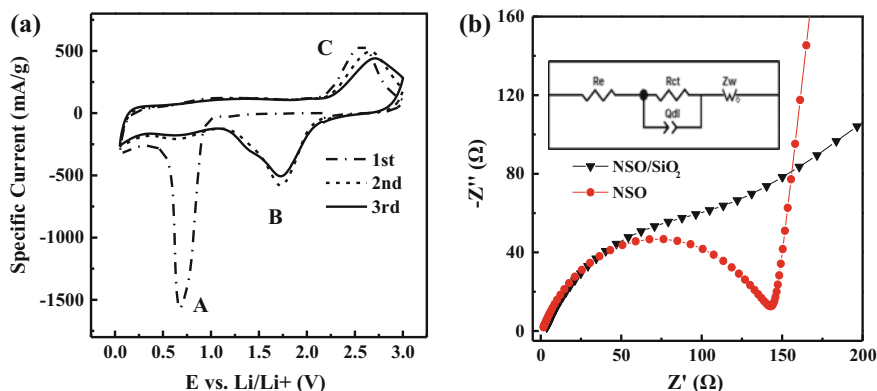 (a)
Specific Current (mA/g)
500
0
-500
-1000
-1500
C
1st
2nd
3rd
B
A
0.0 0.5 1.0 1.5 2.0 2.5 3.0
E vs. Li/Li+ (V)
(b)
-Z'' (Ω)
160
120
80
40
0
Re Rct Zw
Qdl
NSO/SiO₂
NSO
0 50 100 150 200
Z' (Ω)